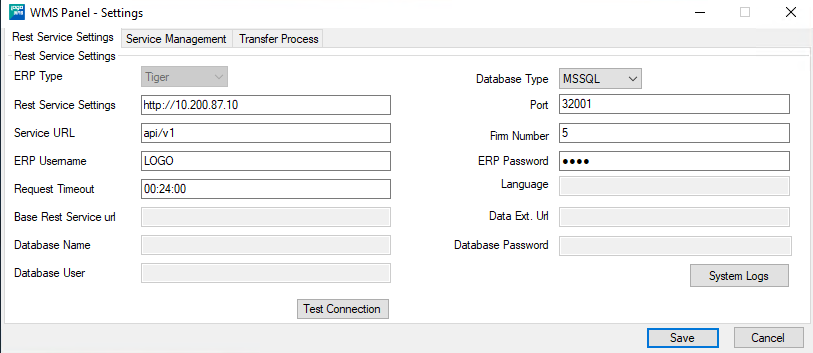 WMS Panel - Settings
Rest Service Settings Service Management Transfer Process
Rest Service Settings
ERP Type Tiger Database Type MSSQL
Rest Service Settings http://10.200.87.10 Port 32001
Service URL api/v1 Firm Number 5
ERP Username LOGO ERP Password ●●●●
Request Timeout 00:24:00 Language
Base Rest Service url Data Ext. Url
Database Name Database Password
Database User
System Logs
Test Connection
Save Cancel